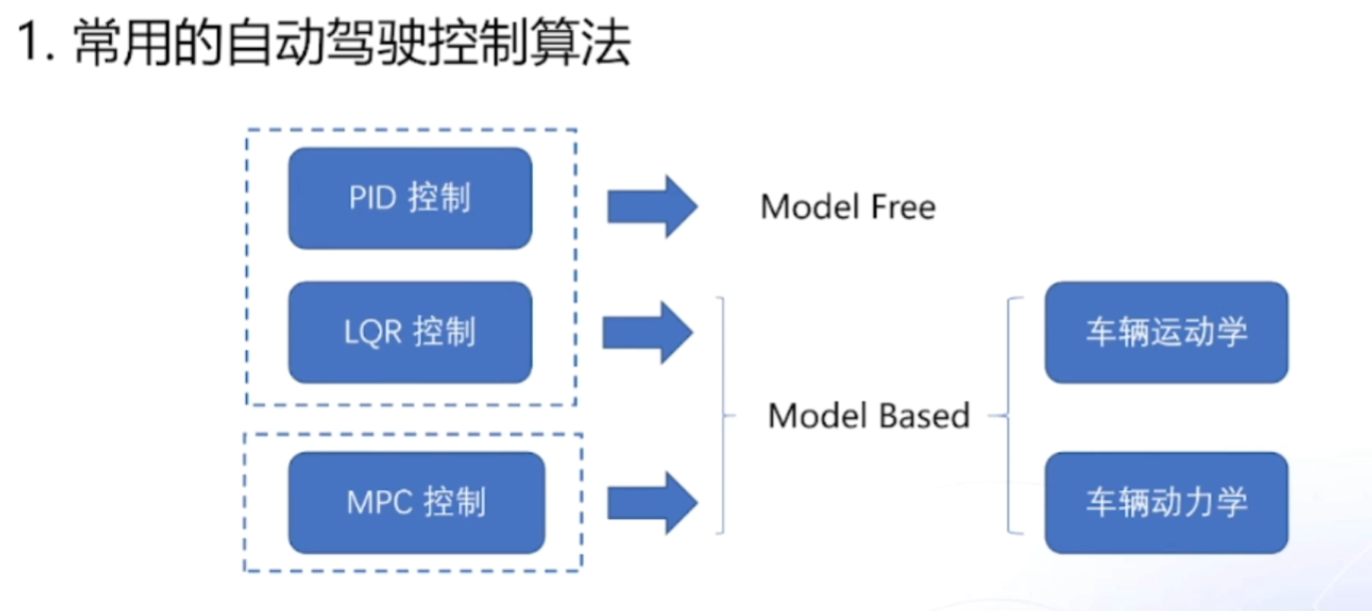 1. 常用的自动驾驶控制算法
PID 控制
Model Free
LQR 控制
车辆运动学
Model Based
MPC 控制
车辆动力学